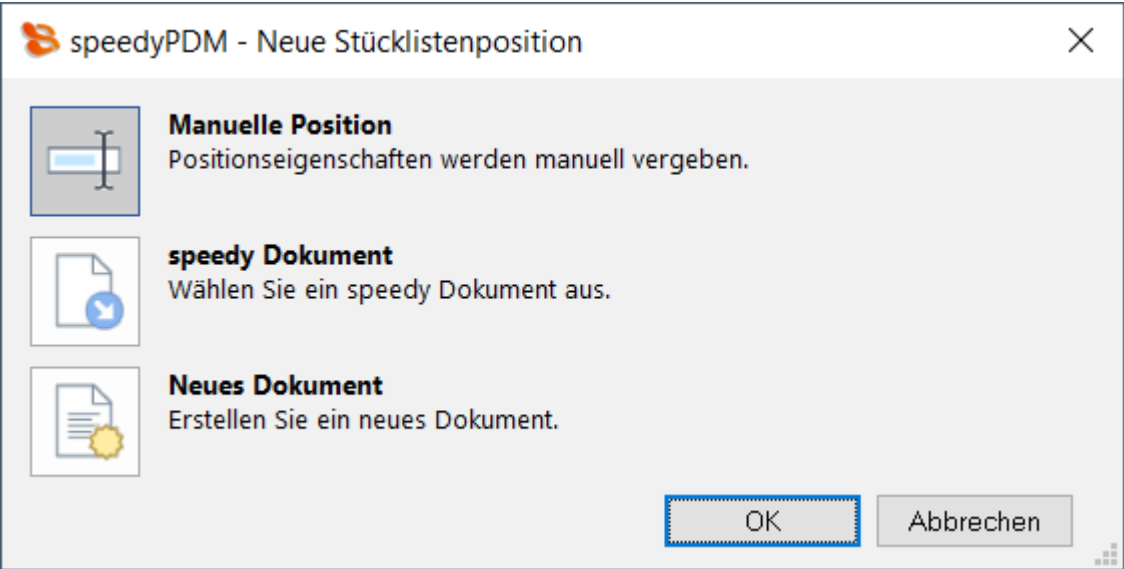 speedyPDM - Neue Stücklistenposition
Manuelle Position
Positionseigenschaften werden manuell vergeben.
speedy Dokument
Wählen Sie ein speedy Dokument aus.
Neues Dokument
Erstellen Sie ein neues Dokument.
OK Abbrechen